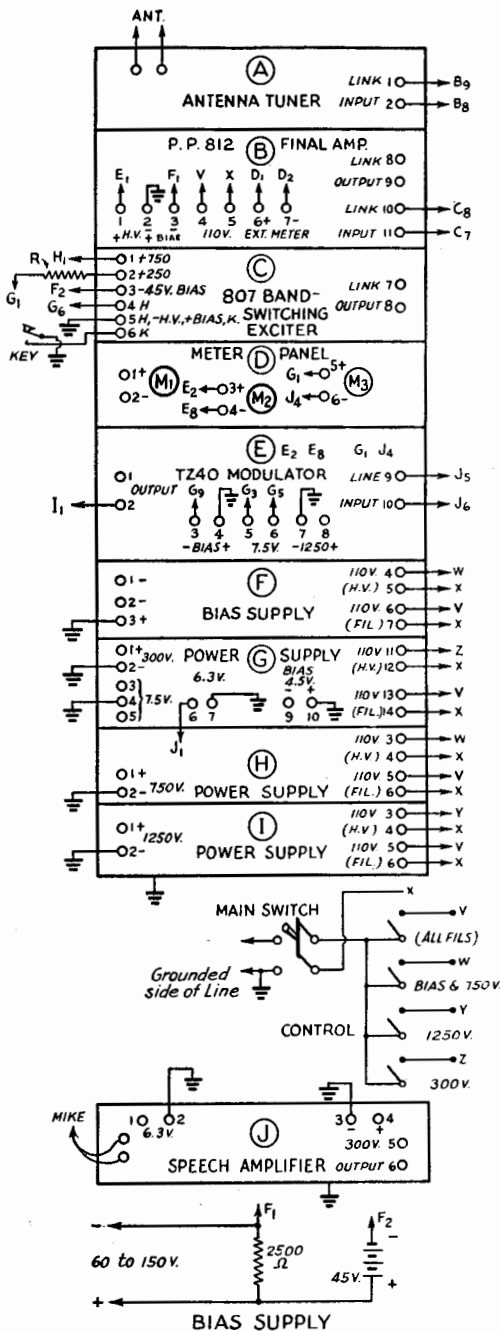 ANT.
A
ANTENNA TUNER
LINK 1 B9
INPUT 2 B8
P. P. 812 B FINAL AMP.
LINK 8
OUTPUT 9
E1 F1 V X D1 D2
1 2 3 4 5 6+ 7-
+H.V. - + BIAS - 110V. EXT. METER
LINK 10 C8
INPUT 11 C7
R H1 1 +750
2 +250
G1 F2 3 -45V. BIAS
G6 4 H
5 H, -H.V., +BIAS, K.
KEY 6 K
C
807 BAND-
SWITCHING
EXCITER
LINK 7
OUTPUT 8
METER D PANEL
1+ M1 E2 3+ G1 5+
2- E8 4- M2 J4 6- M3
E E2 E8 G1 J4
TZ40 MODULATOR
1
OUTPUT
I1 2
LINE 9 J5
INPUT 10 J6
G9 G3 G5
3 4 5 6 7 8
-BIAS+ 7.5V. -1250+
F
BIAS SUPPLY
1-
2-
3+
110V. 4 W
(H.V.) 5 X
110V. 6 V
(FIL.) 7 X
POWER G SUPPLY
1+ 300V.
2-
3
4 7.5V.
5
6.3V.
6 7
J1
BIAS
4.5V.
- +
9 10
110V 11 Z
(H.V.) 12 X
110V 13 V
(FIL.) 14 X
H
POWER SUPPLY
1+
2- 750V.
110V. 3 W
(H.V) 4 X
110V. 5 V
(FIL.) 6 X
I
POWER SUPPLY
1+ 1250V.
2-
110V. 3 Y
(H.V) 4 X
110V. 5 V
(FIL.) 6 X
MAIN SWITCH
X
V
(ALL FILS)
Grounded
side of Line
W
BIAS & 750V.
CONTROL
Y
1250V.
Z
300V.
MIKE
1 2
6.3V.
J
SPEECH AMPLIFIER
3 4
- +
300V. 5
OUTPUT 6
F1 F2
-
60 to 150V.
2500
Ω
-
45V.
+
+
BIAS SUPPLY